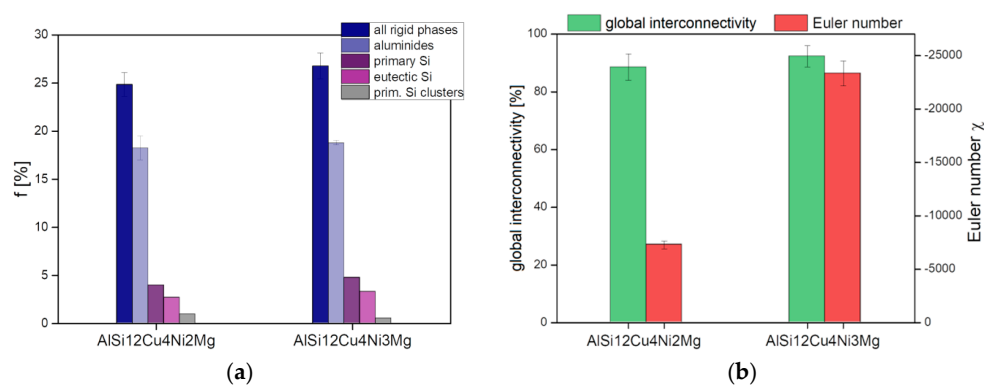 all rigid phases
aluminides
primary Si
eutectic Si
prim. Si clusters
f [%]
30
25
20
15
10
5
0
AlSi12Cu4Ni2Mg
AlSi12Cu4Ni3Mg
(a)
global interconnectivity
Euler number
global interconnectivity [%]
100
80
60
40
20
0
-25000
-20000
-15000
-10000
-5000
0
Euler number χ
AlSi12Cu4Ni2Mg
AlSi12Cu4Ni3Mg
(b)